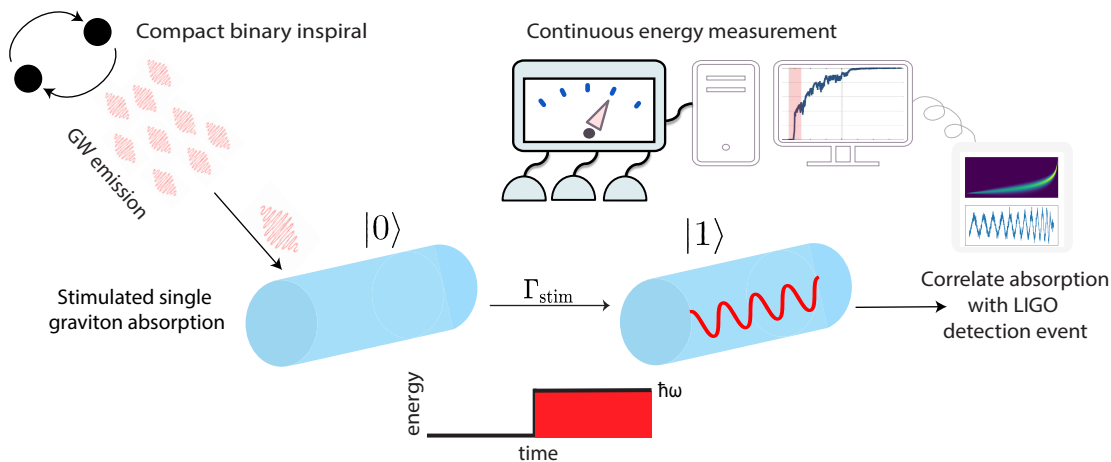 Compact binary inspiral
Continuous energy measurement
GW emission
|0⟩
|1⟩
Stimulated single
graviton absorption
Γstim
Correlate absorption
with LIGO
detection event
energy
ħω
time